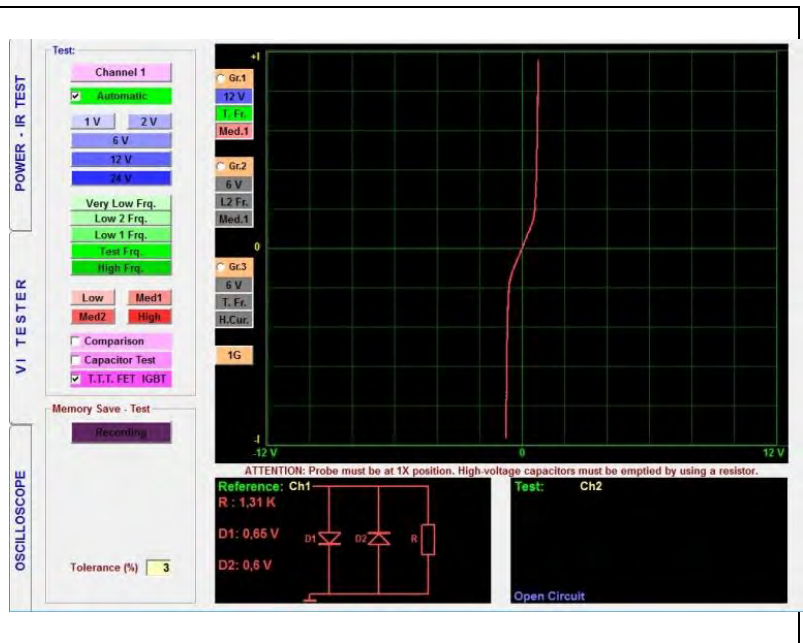 POWER - IR TEST
VI TESTER
OSCILLOSCOPE
Test:
Channel 1
Automatic
1 V
2 V
6 V
12 V
24 V
Very Low Frq.
Low 2 Frq.
Low 1 Frq.
Test Frq.
High Frq.
Low
Med1
Med2
High
Comparison
Capacitor Test
T.T.T. FET IGBT
Memory Save - Test
Recording
Tolerance (%) 3
Gr.1
12 V
T. Fr.
Med.1
Gr.2
6 V
L2 Fr.
Med.1
Gr.3
6 V
T. Fr.
H.Cur.
1G
+I
0
-I
-12 V 0 12 V
ATTENTION: Probe must be at 1X position. High-voltage capacitors must be emptied by using a resistor.
Reference: Ch1
R : 1,31 K
D1: 0,65 V
D2: 0,6 V
D1 D2 R
Test: Ch2
Open Circuit